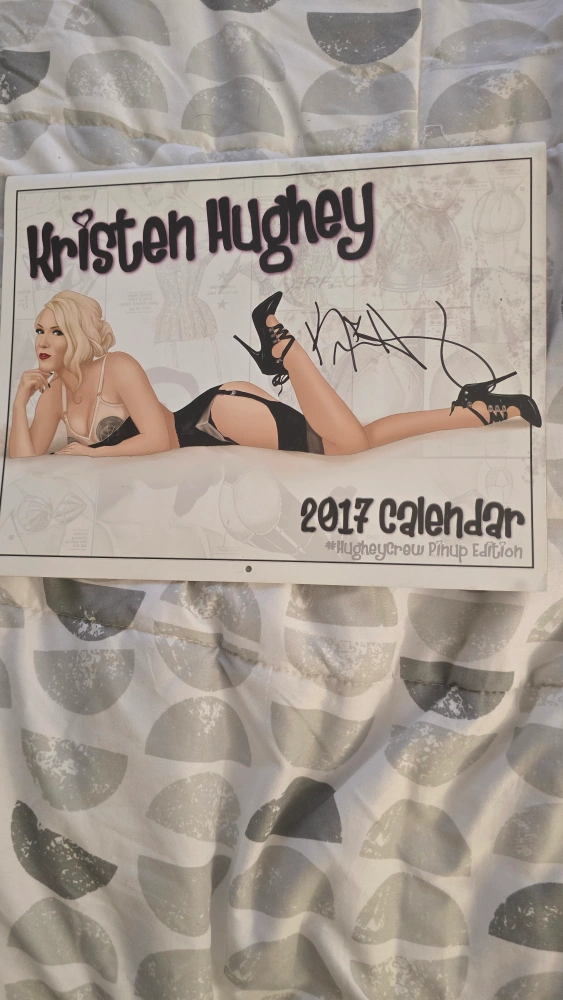 Kristen Hughey
2017 Calendar
#HugheyCrew Pinup Edition